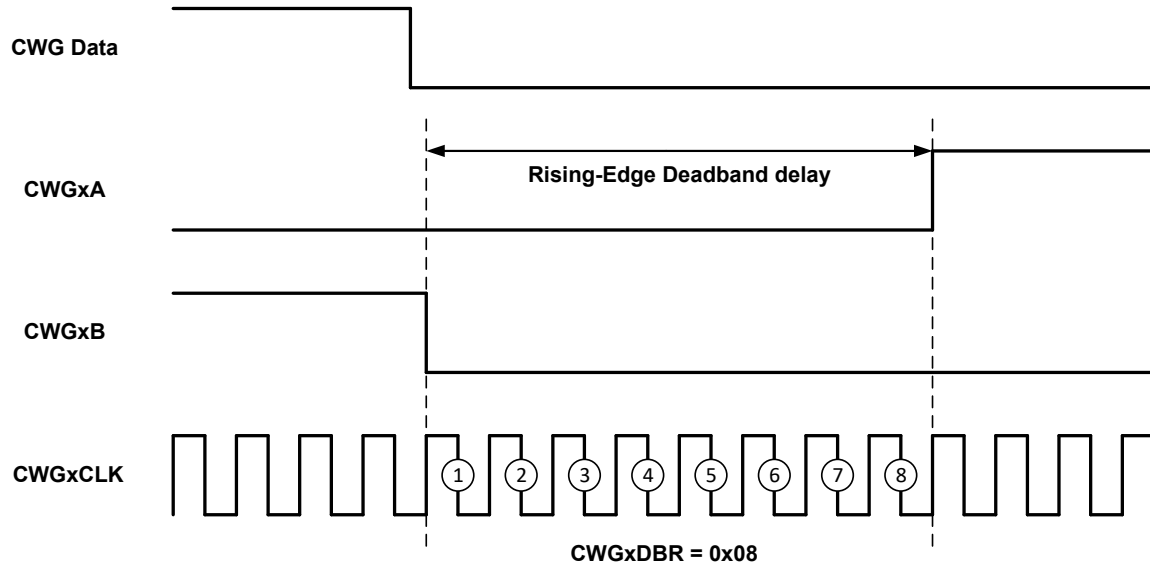 CWG Data
Rising-Edge Deadband delay
CWGxA
CWGxB
CWGxCLK
1 2 3 4 5 6 7 8
CWGxDBR = 0x08